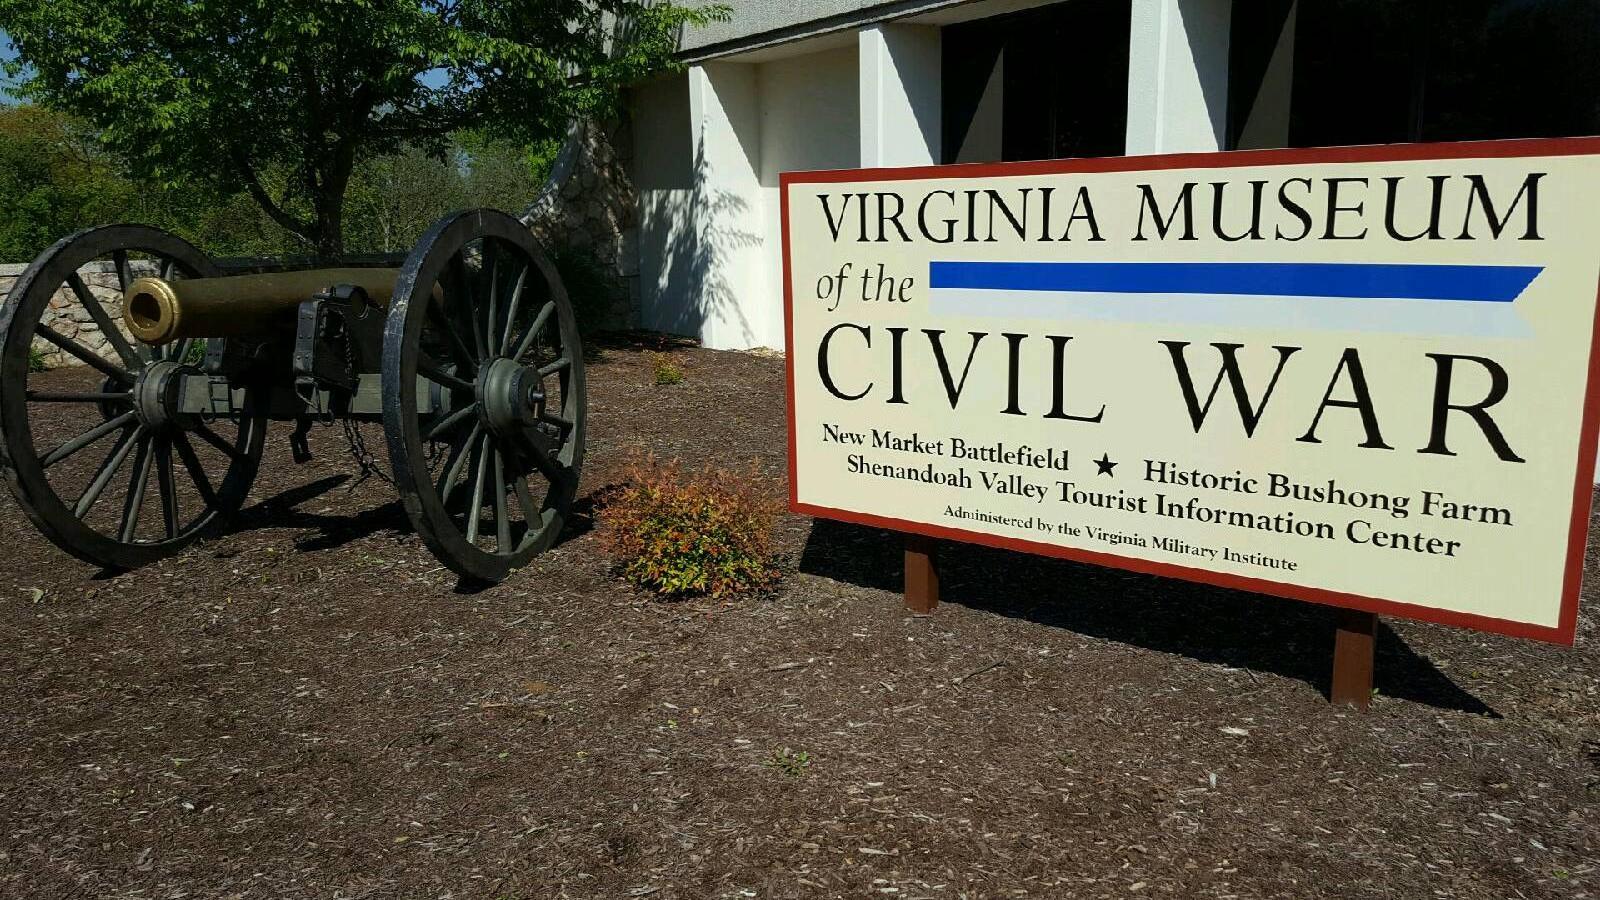 VIRGINIA MUSEUM
of the
CIVIL WAR
New Market Battlefield ★ Historic Bushong Farm
Shenandoah Valley Tourist Information Center
Administered by the Virginia Military Institute